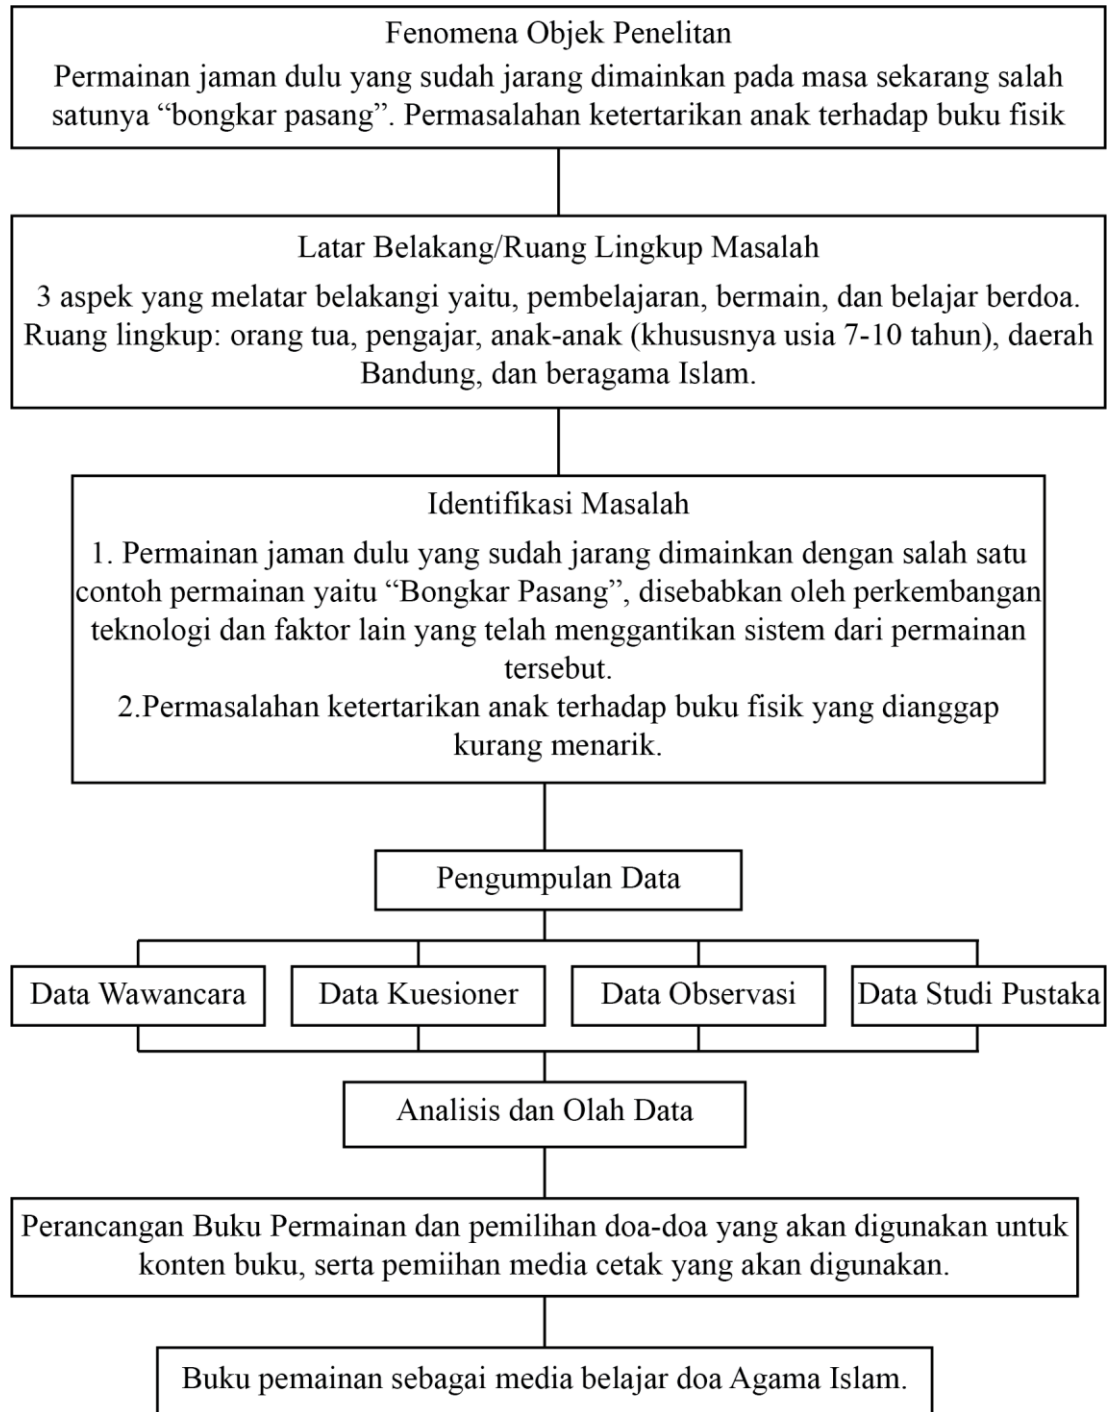 Fenomena Objek Penelitan
Permainan jaman dulu yang sudah jarang dimainkan pada masa sekarang salah
satunya “bongkar pasang”. Permasalahan ketertarikan anak terhadap buku fisik
Latar Belakang/Ruang Lingkup Masalah
3 aspek yang melatar belakangi yaitu, pembelajaran, bermain, dan belajar berdoa.
Ruang lingkup: orang tua, pengajar, anak-anak (khususnya usia 7-10 tahun), daerah
Bandung, dan beragama Islam.
Identifikasi Masalah
1. Permainan jaman dulu yang sudah jarang dimainkan dengan salah satu
contoh permainan yaitu “Bongkar Pasang”, disebabkan oleh perkembangan
teknologi dan faktor lain yang telah menggantikan sistem dari permainan
tersebut.
2.Permasalahan ketertarikan anak terhadap buku fisik yang dianggap
kurang menarik.
Pengumpulan Data
Data Wawancara
Data Kuesioner
Data Observasi
Data Studi Pustaka
Analisis dan Olah Data
Perancangan Buku Permainan dan pemilihan doa-doa yang akan digunakan untuk
konten buku, serta pemiihan media cetak yang akan digunakan.
Buku pemainan sebagai media belajar doa Agama Islam.